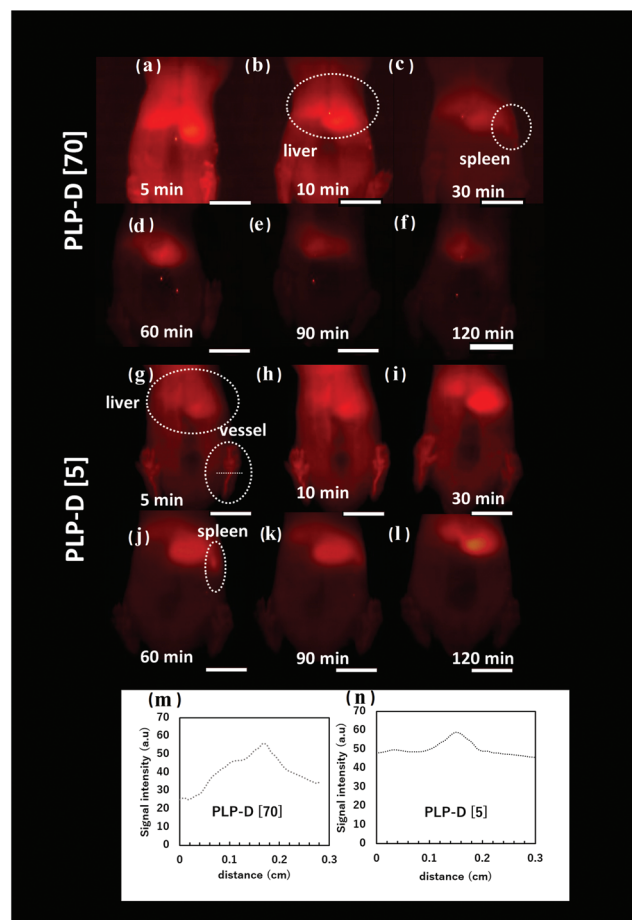 PLP-D [70]
(a)
(b)
(c)
liver
spleen
5 min
10 min
30 min
(d)
(e)
(f)
60 min
90 min
120 min
PLP-D [5]
(g)
(h)
(i)
liver
vessel
5 min
10 min
30 min
(j)
spleen
(k)
(l)
60 min
90 min
120 min
(m)
Signal intensity (a.u)
70
60
50
40
30
20
10
0
PLP-D [70]
0 0.1 0.2 0.3
distance (cm)
(n)
Signal intensity (a.u)
70
60
50
40
30
20
10
0
PLP-D [5]
0 0.1 0.2 0.3
distance (cm)